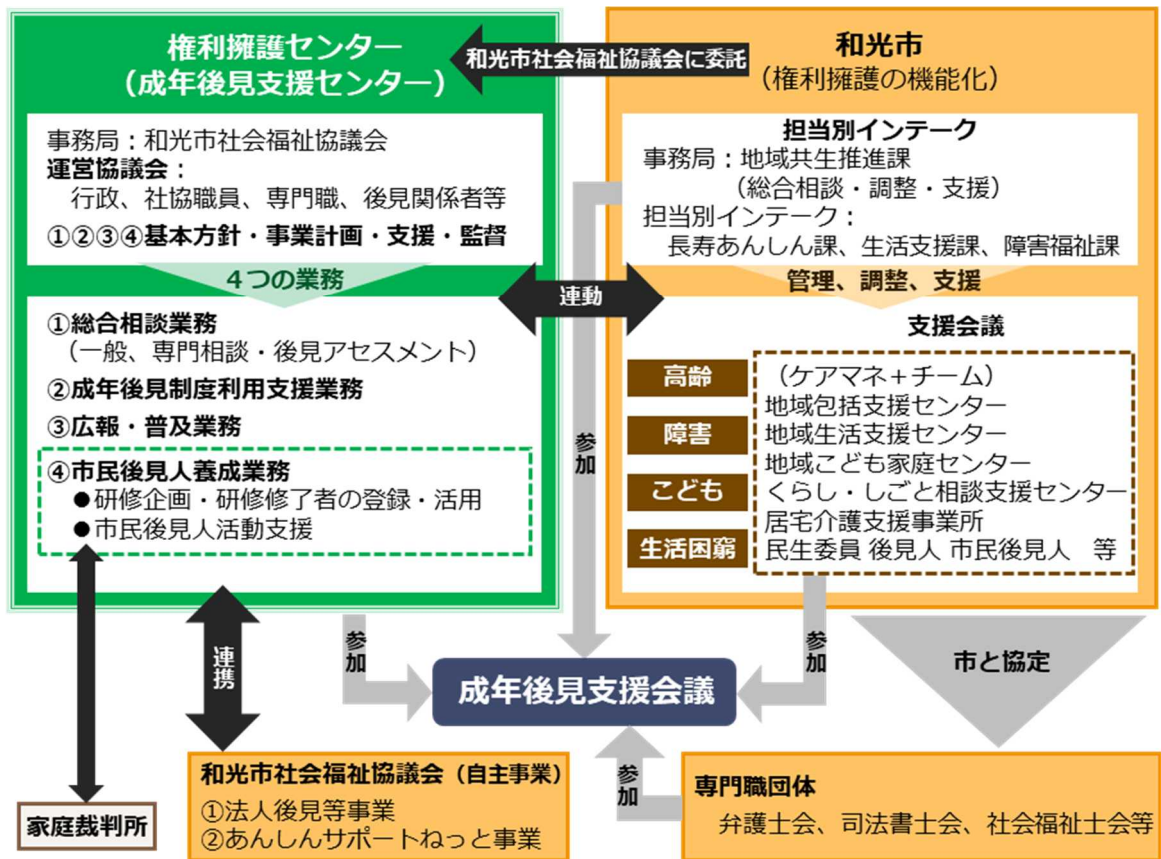 権利擁護センター
(成年後見支援センター)
和光市社会福祉協議会に委託
和光市
(権利擁護の機能化)
事務局:和光市社会福祉協議会
運営協議会:
行政、社協職員、専門職、後見関係者等
①②③④基本方針・事業計画・支援・監督
4つの業務
①総合相談業務
(一般、専門相談・後見アセスメント)
②成年後見制度利用支援業務
③広報・普及業務
④市民後見人養成業務
●研修企画・研修修了者の登録・活用
●市民後見人活動支援
連動
担当別インテーク
事務局:地域共生推進課
(総合相談・調整・支援)
担当別インテーク:
長寿あんしん課、生活支援課、障害福祉課
管理、調整、支援
支援会議
高齢
障害
こども
生活困窮
(ケアマネ+チーム)
地域包括支援センター
地域生活支援センター
地域こども家庭センター
くらし・しごと相談支援センター
居宅介護支援事業所
民生委員 後見人 市民後見人 等
参加
連携
参加
参加
市と協定
成年後見支援会議
家庭裁判所
和光市社会福祉協議会(自主事業)
①法人後見等事業
②あんしんサポートねっと事業
参加
専門職団体
弁護士会、司法書士会、社会福祉士会等